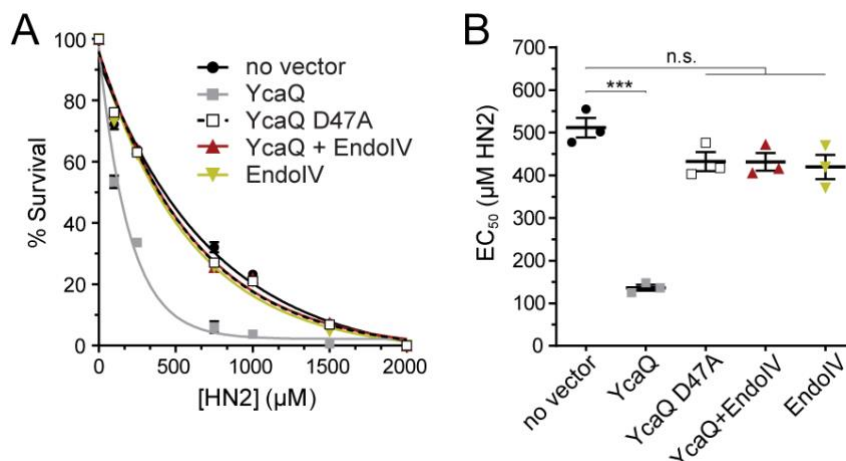 A
% Survival
100
80
60
40
20
0
0
500
1000
1500
2000
[HN2] (µM)
no vector
YcaQ
YcaQ D47A
YcaQ + EndoIV
EndoIV
B
EC50 (µM HN2)
700
600
500
400
300
200
100
0
n.s.
***
no vector
YcaQ
YcaQ D47A
YcaQ+EndoIV
EndoIV